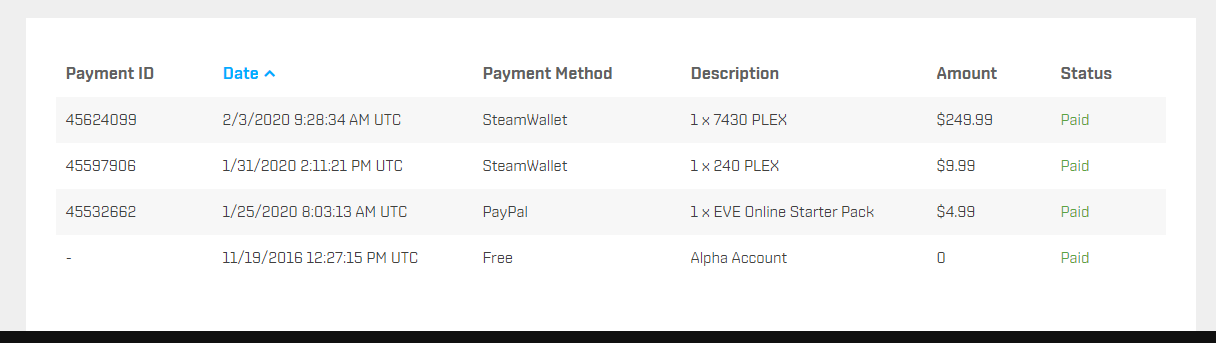 Payment ID Date Payment Method Description Amount Status
45624099 2/3/2020 9:28:34 AM UTC SteamWallet 1 x 7430 PLEX $249.99 Paid
45597906 1/31/2020 2:11:21 PM UTC SteamWallet 1 x 240 PLEX $9.99 Paid
45532662 1/25/2020 8:03:13 AM UTC PayPal 1 x EVE Online Starter Pack $4.99 Paid
- 11/19/2016 12:27:15 PM UTC Free Alpha Account 0 Paid